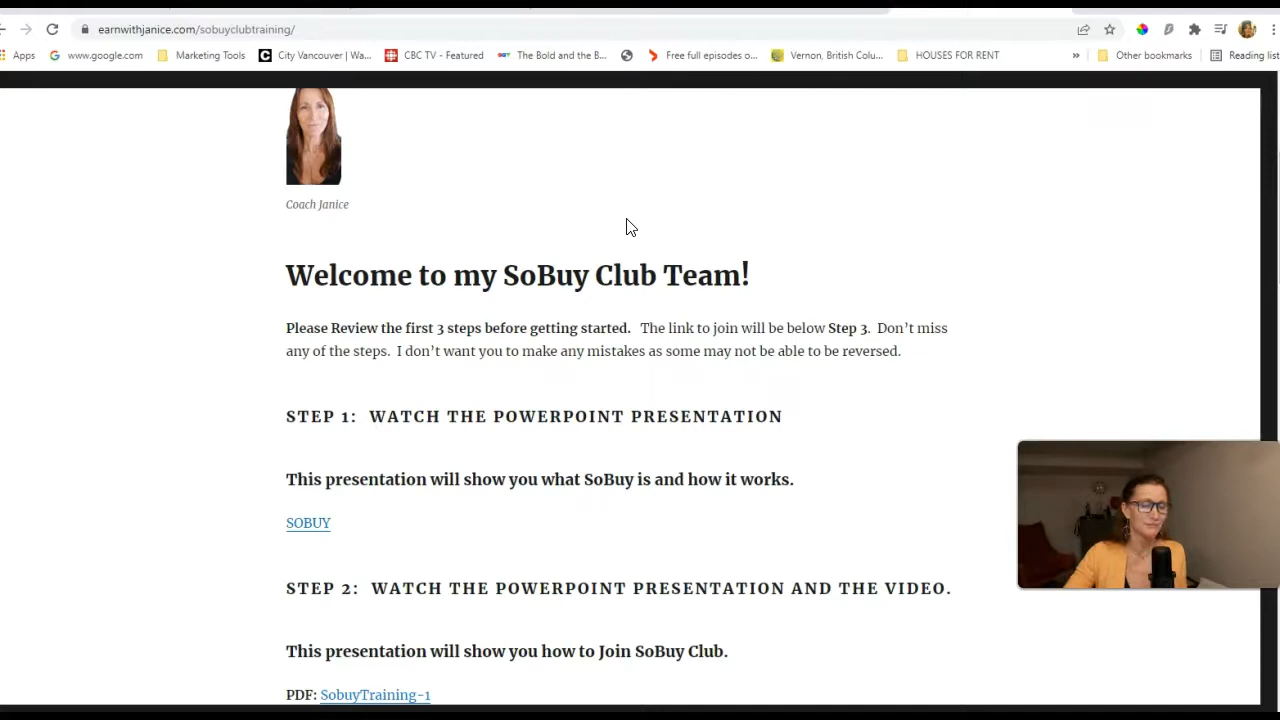 earnwithjanice.com/sobuyclubtraining/
Apps
www.google.com
Marketing Tools
City Vancouver | Wa...
CBC TV - Featured
The Bold and the B...
Free full episodes o...
Vernon, British Colu...
HOUSES FOR RENT
»
Other bookmarks
Reading list
Coach Janice
Welcome to my SoBuy Club Team!
Please Review the first 3 steps before getting started. The link to join will be below Step 3. Don’t miss
any of the steps. I don’t want you to make any mistakes as some may not be able to be reversed.
STEP 1: WATCH THE POWERPOINT PRESENTATION
This presentation will show you what SoBuy is and how it works.
SOBUY
STEP 2: WATCH THE POWERPOINT PRESENTATION AND THE VIDEO.
This presentation will show you how to Join SoBuy Club.
PDF: SobuyTraining-1